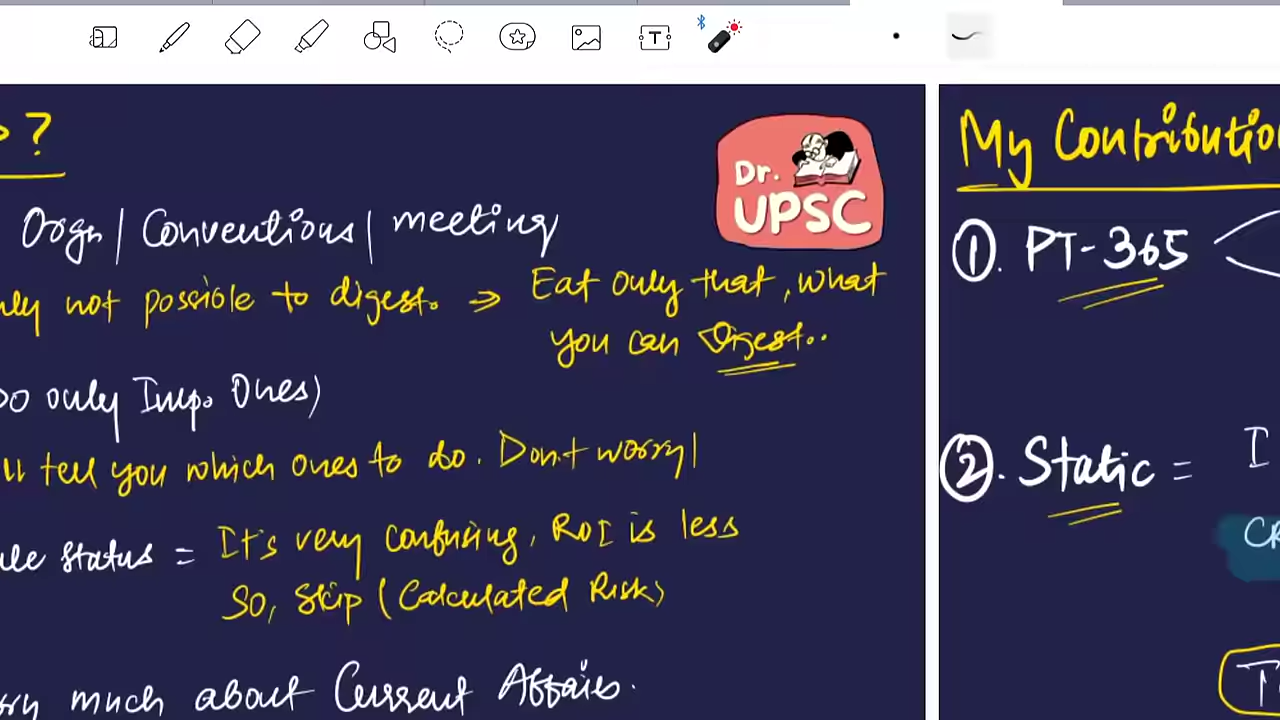 ?
Orgn | Conventions | meeting
not possible to digest. ⇒ Eat only that, what
you can Digest..
only Imp. Ones)
tell you which ones to do. Don't worry |
Status = It's very confusing, RoI is less
So, Skip (Calculated Risk)
much about Current Affairs.
Dr.
UPSC
My Contributio
①. PT-365
②. Static = I
T